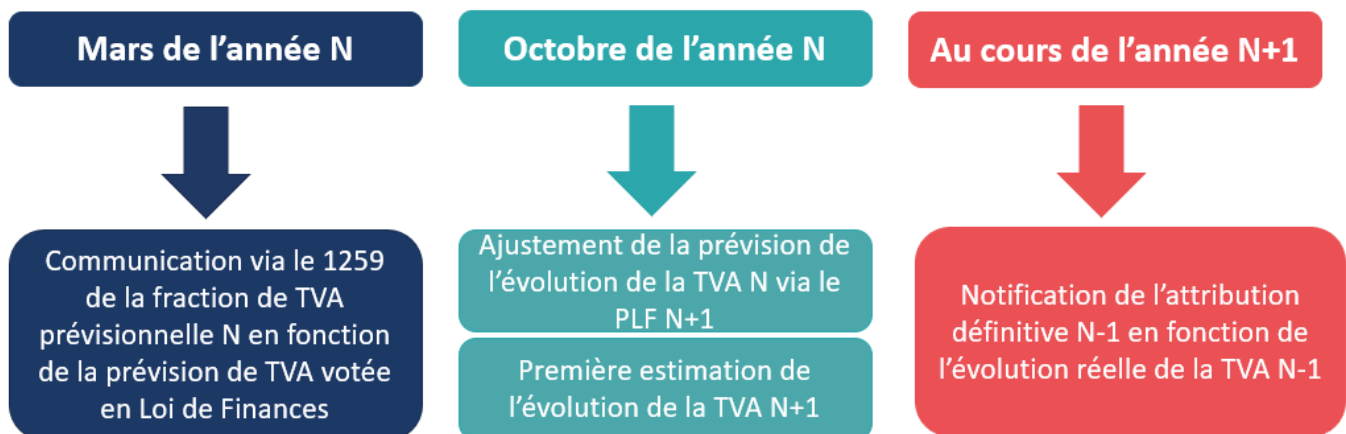 Mars de l’année N
Communication via le 1259
de la fraction de TVA
prévisionnelle N en fonction
de la prévision de TVA votée
en Loi de Finances
Octobre de l’année N
Ajustement de la prévision de
l’évolution de la TVA N via le
PLF N+1
Première estimation de
l’évolution de la TVA N+1
Au cours de l’année N+1
Notification de l’attribution
définitive N-1 en fonction de
l’évolution réelle de la TVA N-1